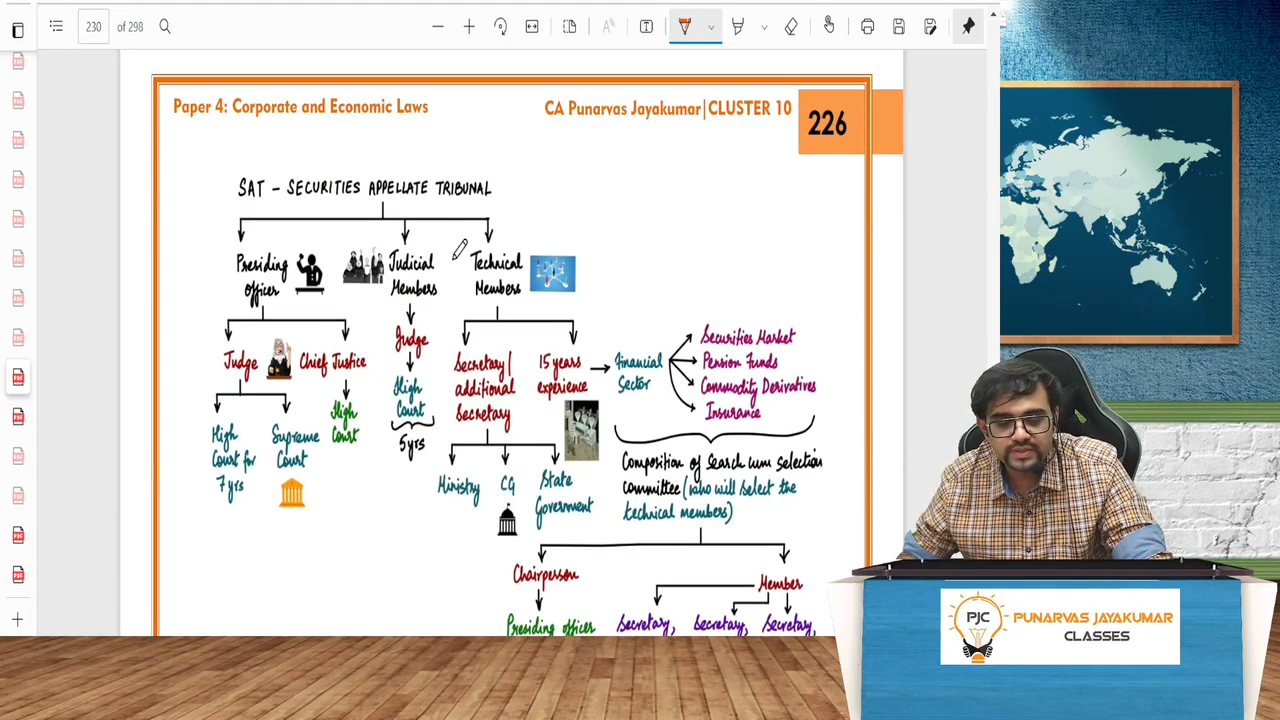 230
of 298
Paper 4: Corporate and Economic Laws
CA Punarvas Jayakumar|CLUSTER 10
226
SAT - SECURITIES APPELLATE TRIBUNAL
Presiding
officer
Judicial
Members
Technical
Members
Judge
Chief Justice
High
Court for
7 yrs
Supreme
Court
High
Court
Judge
High
Court
5 yrs
Secretary/
additional
Secretary
15 years
experience
Ministry
CG
State
Government
Financial
Sector
Securities Market
Pension Funds
Commodity Derivatives
Insurance
Composition of search cum selection
committee (who will select the
technical members)
Chairperson
Member
Presiding officer
Secretary,
Secretary,
Secretary,
PJC
PUNARVAS JAYAKUMAR
CLASSES